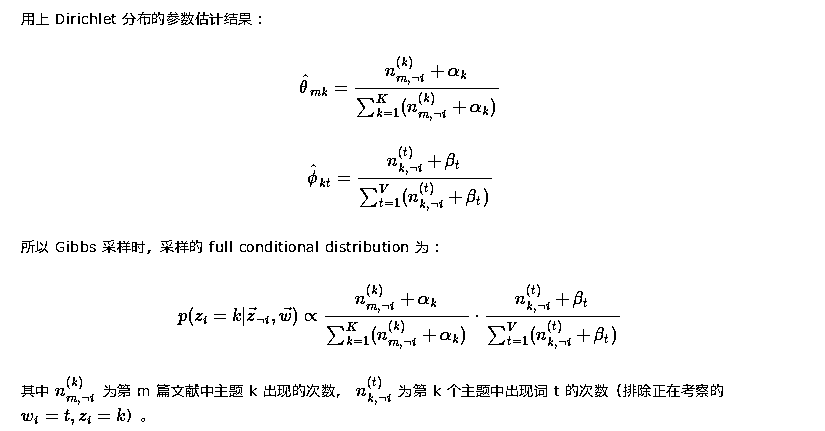 用上 Dirichlet 分布的参数估计结果：
$\hat{\theta}_{mk} = \frac{n_{m,\neg i}^{(k)} + \alpha_k}{\sum_{k=1}^{K}(n_{m,\neg i}^{(k)} + \alpha_k)}$
$\hat{\phi}_{kt} = \frac{n_{k,\neg i}^{(t)} + \beta_t}{\sum_{t=1}^{V}(n_{k,\neg i}^{(t)} + \beta_t)}$
所以 Gibbs 采样时，采样的 full conditional distribution 为：
$p(z_i = k|\vec{z}_{\neg i}, \vec{w}) \propto \frac{n_{m,\neg i}^{(k)} + \alpha_k}{\sum_{k=1}^{K}(n_{m,\neg i}^{(k)} + \alpha_k)} \cdot \frac{n_{k,\neg i}^{(t)} + \beta_t}{\sum_{t=1}^{V}(n_{k,\neg i}^{(t)} + \beta_t)}$
其中 $n_{m,\neg i}^{(k)}$ 为第 m 篇文献中主题 k 出现的次数， $n_{k,\neg i}^{(t)}$ 为第 k 个主题中出现词 t 的次数（排除正在考察的
$w_i = t, z_i = k$）。